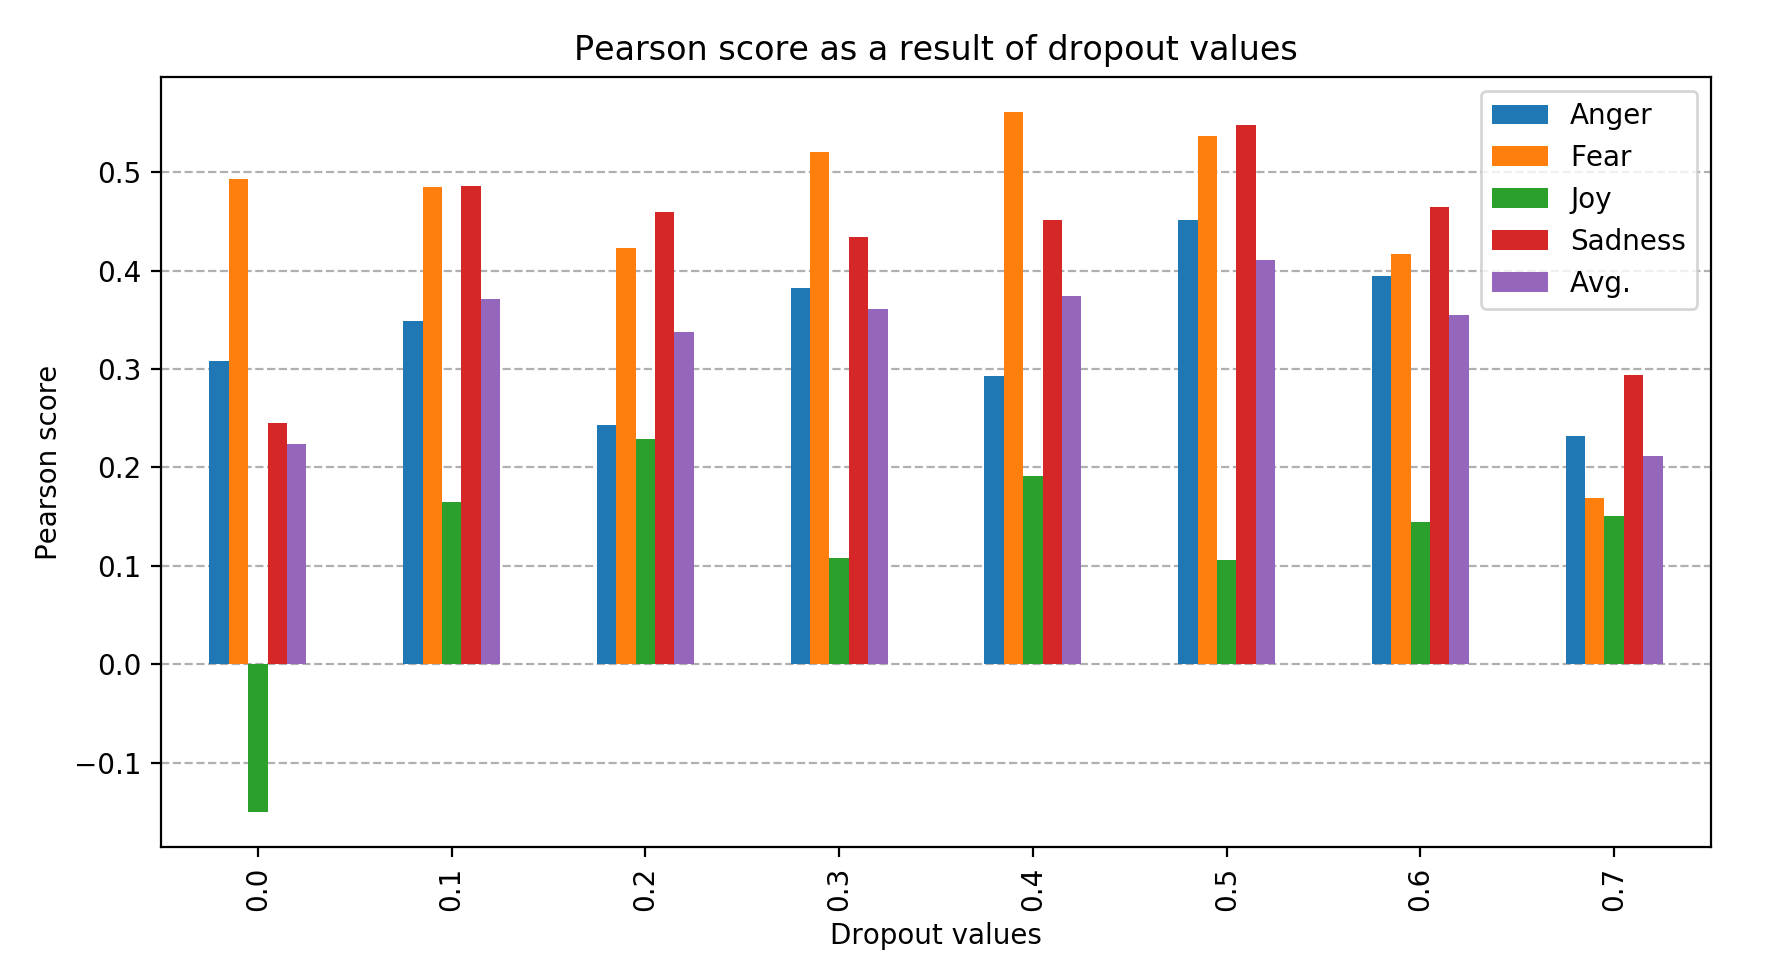 Pearson score as a result of dropout values
Anger
Fear
Joy
Sadness
Avg.
0.5
0.4
0.3
0.2
0.1
0.0
−0.1
Pearson score
0.0 0.1 0.2 0.3 0.4 0.5 0.6 0.7
Dropout values